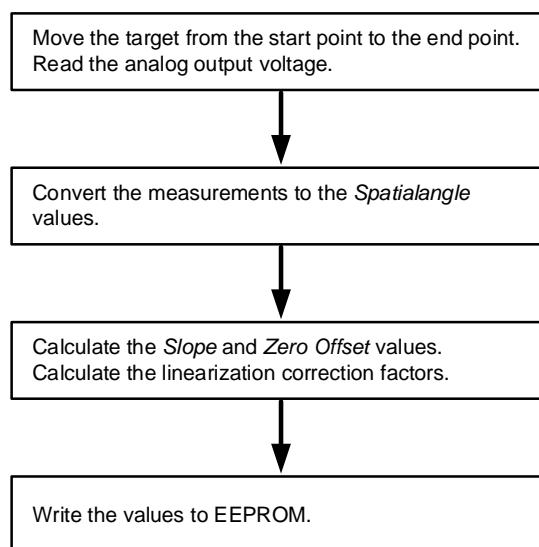 Move the target from the start point to the end point.
Read the analog output voltage.
Convert the measurements to the Spatialangle
values.
Calculate the Slope and Zero Offset values.
Calculate the linearization correction factors.
Write the values to EEPROM.